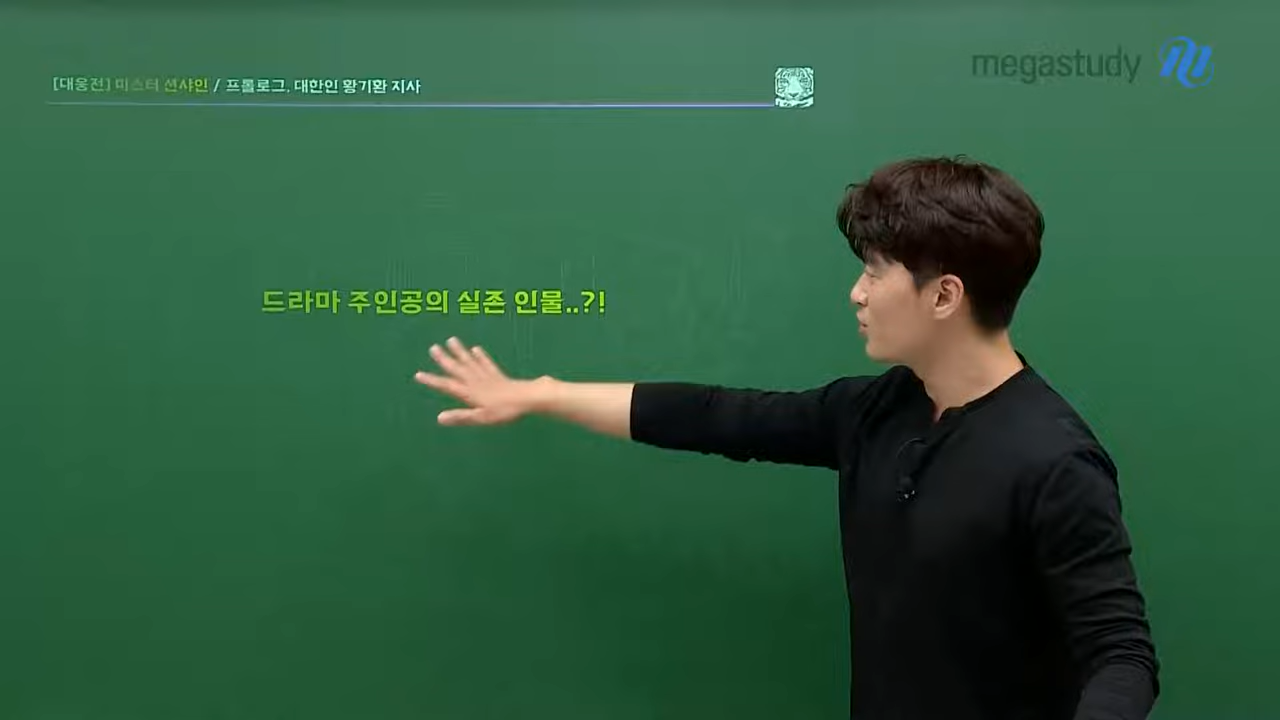 [대웅전] 미스터 션샤인 / 프롤로그, 대한인 황기환 지사
megastudy
드라마 주인공의 실존 인물..?!